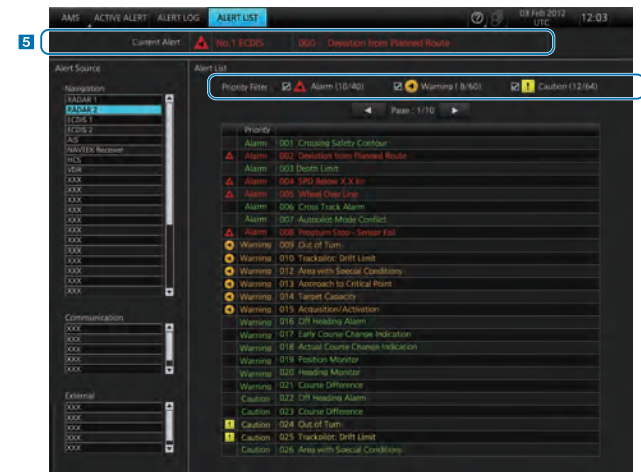 AMS ACTIVE ALERT ALERT LOG ALERT LIST
03 Feb 2012
UTC
12:03
5
Current Alert
No.1 ECDIS 000 Deviation from Planned Route
Alert Source
Alert List
Navigation
RADAR 1
RADAR 2
ECDIS 1
ECDIS 2
AIS
NAVTEX Receiver
HCS
VDR
XXX
XXX
XXX
XXX
XXX
XXX
XXX
XXX
XXX
XXX
XXX
Communication
XXX
XXX
XXX
XXX
XXX
External
XXX
XXX
XXX
XXX
XXX
Priority Filter Alarm (10/40) Warning ( 8/60) Caution (12/64)
Page : 1/10
Priority
Alarm 001 Crossing Safety Contour
Alarm 002 Deviation from Planned Route
Alarm 003 Depth Limit
Alarm 004 SPD Below X.X kn
Alarm 005 Wheel Over Line
Alarm 006 Cross Track Alarm
Alarm 007 Autopilot Mode Conflict
Alarm 008 Stop - Sensor Fail
Warning 009 Out of Turn
Warning 010 Trackpilot: Drift Limit
Warning 012 Area with Special Conditions
Warning 013 Approach to Critical Point
Warning 014 Target Capacity
Warning 015 Acquisition/Activation
Warning 016 Off Heading Alarm
Warning 017 Early Course Change Indication
Warning 018 Actual Course Change Indication
Warning 019 Position Monitor
Warning 020 Heading Monitor
Warning 021 Course Difference
Caution 022 Off Heading Alarm
Caution 023 Course Difference
Caution 024 Out of Turn
Caution 025 Trackpilot: Drift Limit
Caution 026 Area with Special Conditions